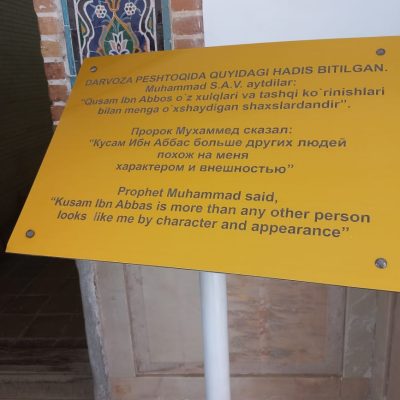 DARVOZA PESHTOQIDA QUYIDAGI HADIS BITILGAN.
Muhammad S.A.V. aytdilar:
"Qusam Ibn Abbos o`z xulqlari va tashqi ko`rinishlari
bilan menga o`xshaydigan shaxslardandir".
Пророк Мухаммед сказал:
"Кусам Ибн Аббас больше других людей
похож на меня
характером и внешностью"
Prophet Muhammad said,
"Kusam Ibn Abbas is more than any other person
looks like me by character and appearance"